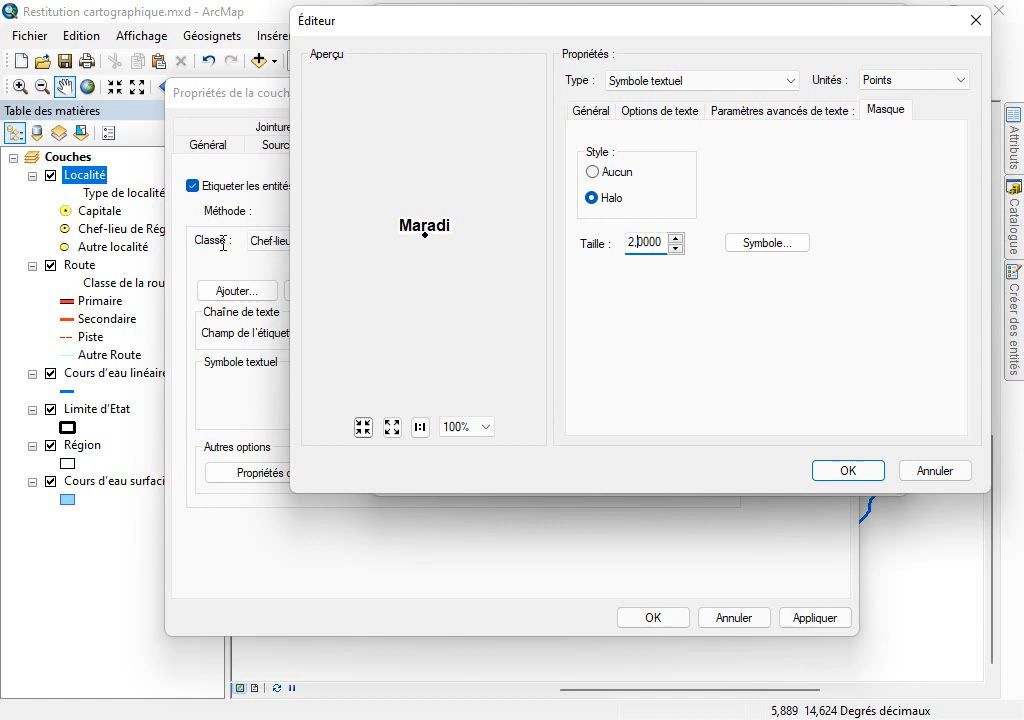 Restitution cartographique.mxd - ArcMap
Fichier Edition Affichage Géosignets Insére
Table des matières
Couches
Localité
Type de localité
Capitale
Chef-lieu de Rég
Autre localité
Route
Classe de la rou
Primaire
Secondaire
Piste
Autre Route
Cours d'eau linéaire
Limite d'Etat
Région
Cours d'eau surfaci
Propriétés de la couch
Jointure
Général Sourc
Etiqueter les entités
Méthode :
Classe :
Chef-lieu
Ajouter...
Chaîne de texte
Champ de l'étiquet
Symbole textuel
Autres options
Propriétés d
OK Annuler Appliquer
Éditeur
Aperçu
Maradi
1:1
100%
Propriétés :
Type : Symbole textuel Unités : Points
Général Options de texte Paramètres avancés de texte : Masque
Style :
Aucun
Halo
Taille : 2,0000 Symbole...
OK Annuler
Attributs
Catalogue
Créer des entités
5,889 14,624 Degrés décimaux